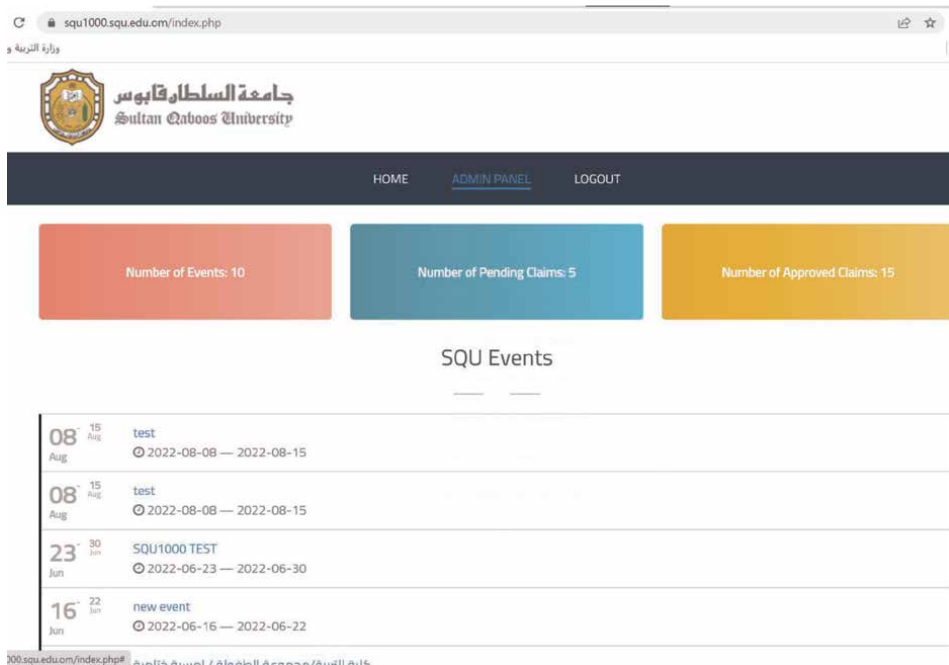 squ1000.squ.edu.om/index.php
وزارة التربية و
جامعة السلطان قابوس
Sultan Qaboos University
HOME ADMIN PANEL LOGOUT
Number of Events: 10 Number of Pending Claims: 5 Number of Approved Claims: 15
SQU Events
08 - 15 test
Aug Aug 2022-08-08 — 2022-08-15
08 - 15 test
Aug Aug 2022-08-08 — 2022-08-15
23 - 30 SQU1000 TEST
Jun Jun 2022-06-23 — 2022-06-30
16 - 22 new event
Jun Jun 2022-06-16 — 2022-06-22
000.squ.edu.om/index.php#